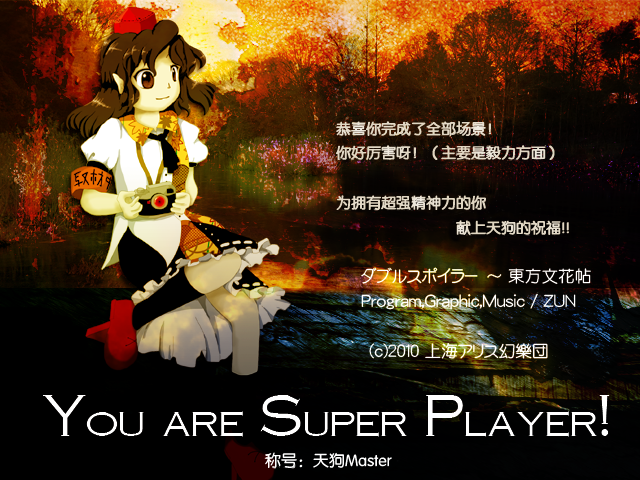 恭喜你完成了全部场景!
你好厉害呀!（主要是毅力方面）
为拥有超强精神力的你
献上天狗的祝福!!
取材
ダブルスポイラー ～ 東方文花帖
Program,Graphic,Music / ZUN
(c)2010 上海アリス幻樂団
YOU ARE SUPER PLAYER!
称号：天狗Master